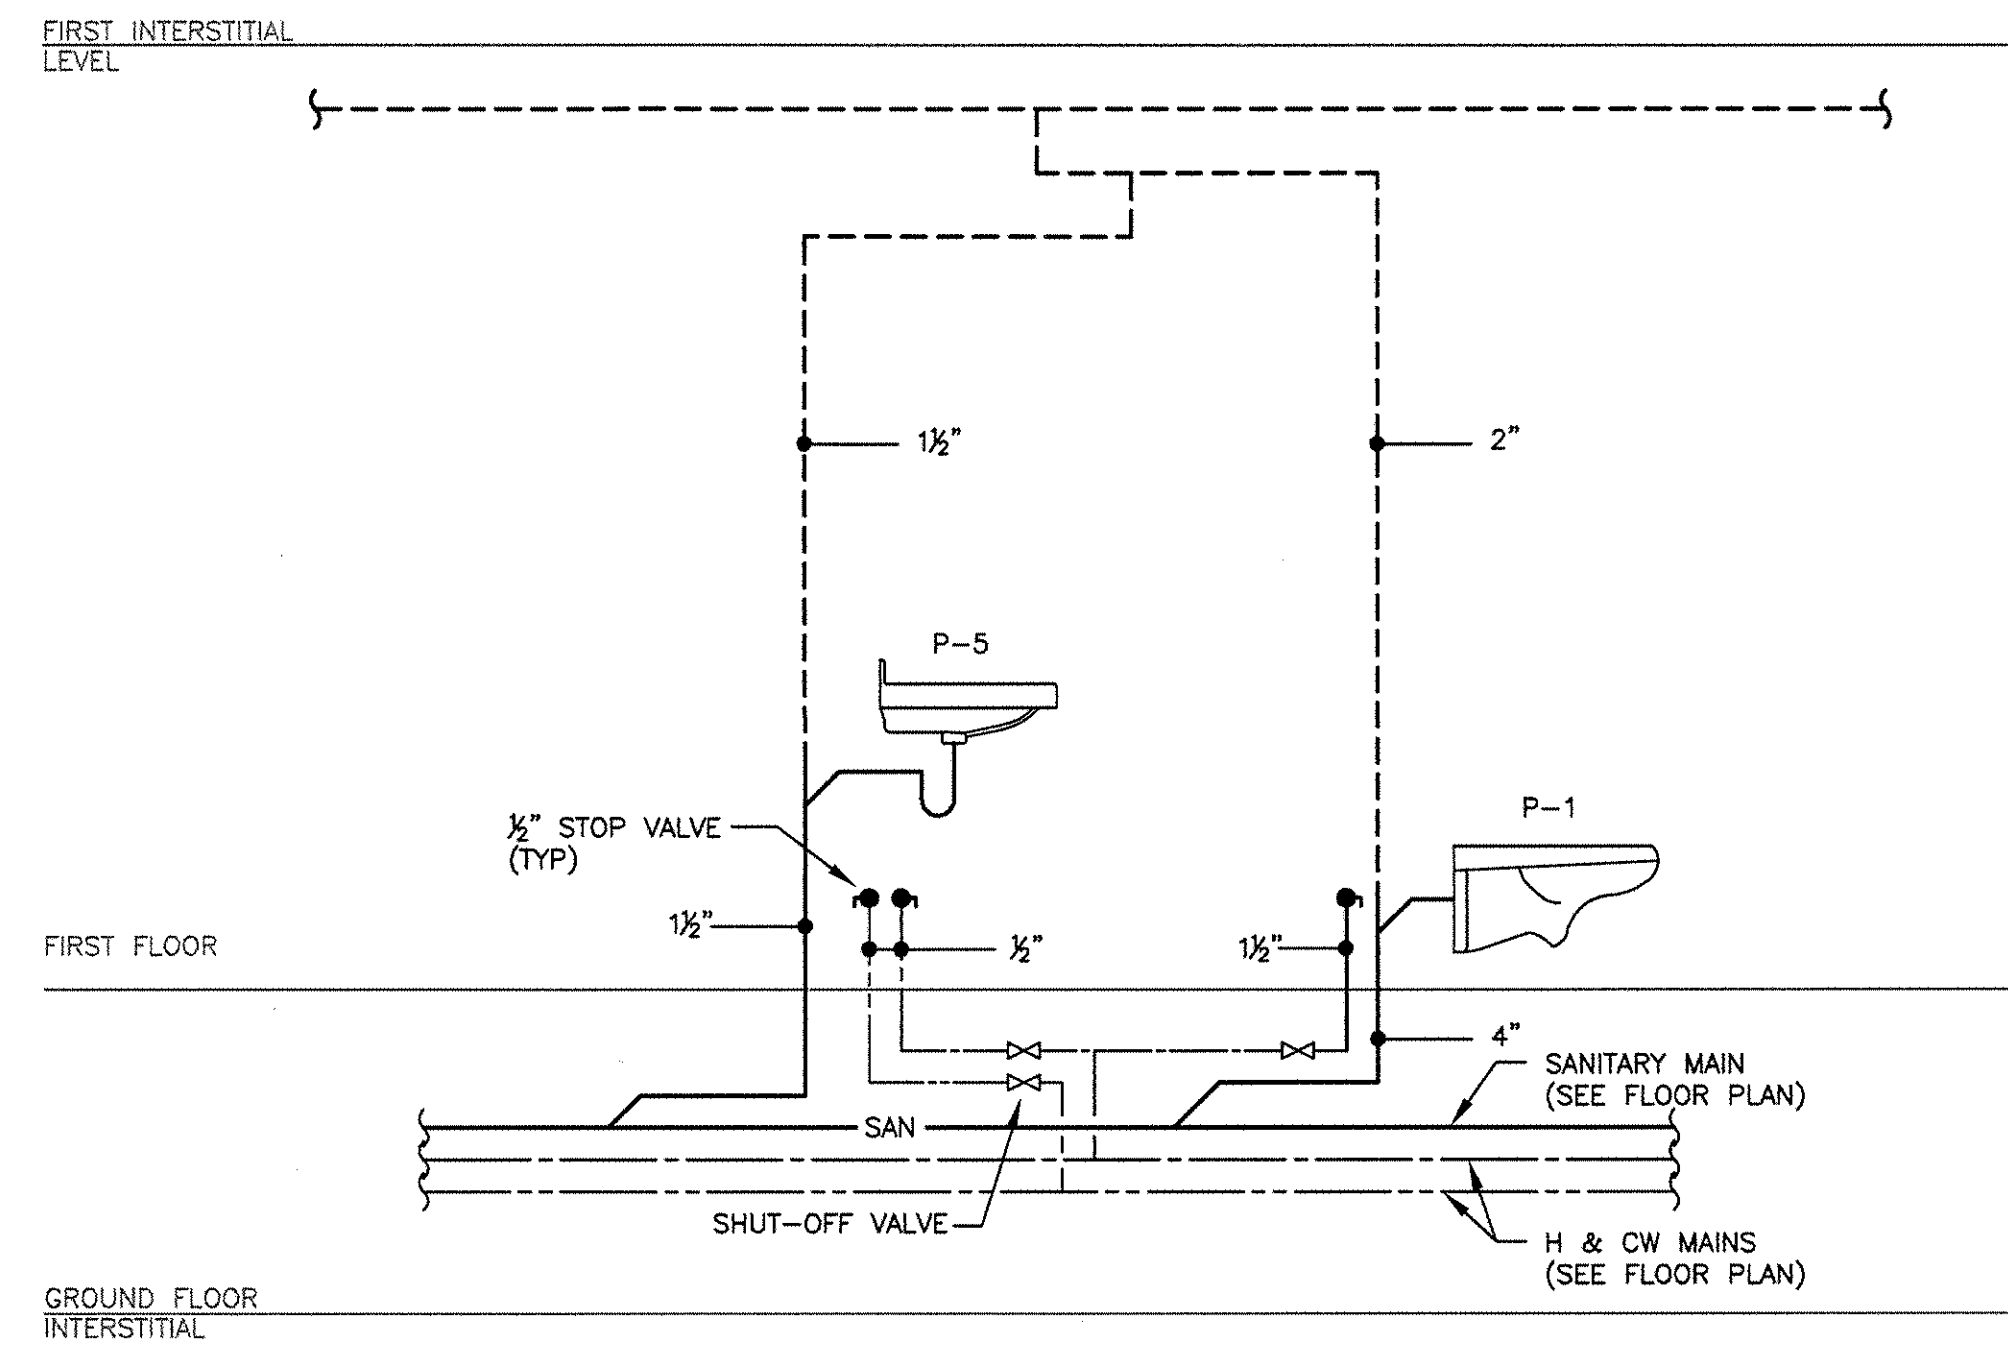 FIRST INTERSTITIAL
LEVEL
1½"
2"
P-5
P-1
½" STOP VALVE
(TYP)
1½"
FIRST FLOOR
½"
1½"
4"
SANITARY MAIN
(SEE FLOOR PLAN)
SAN
SHUT-OFF VALVE
H & CW MAINS
(SEE FLOOR PLAN)
GROUND FLOOR
INTERSTITIAL